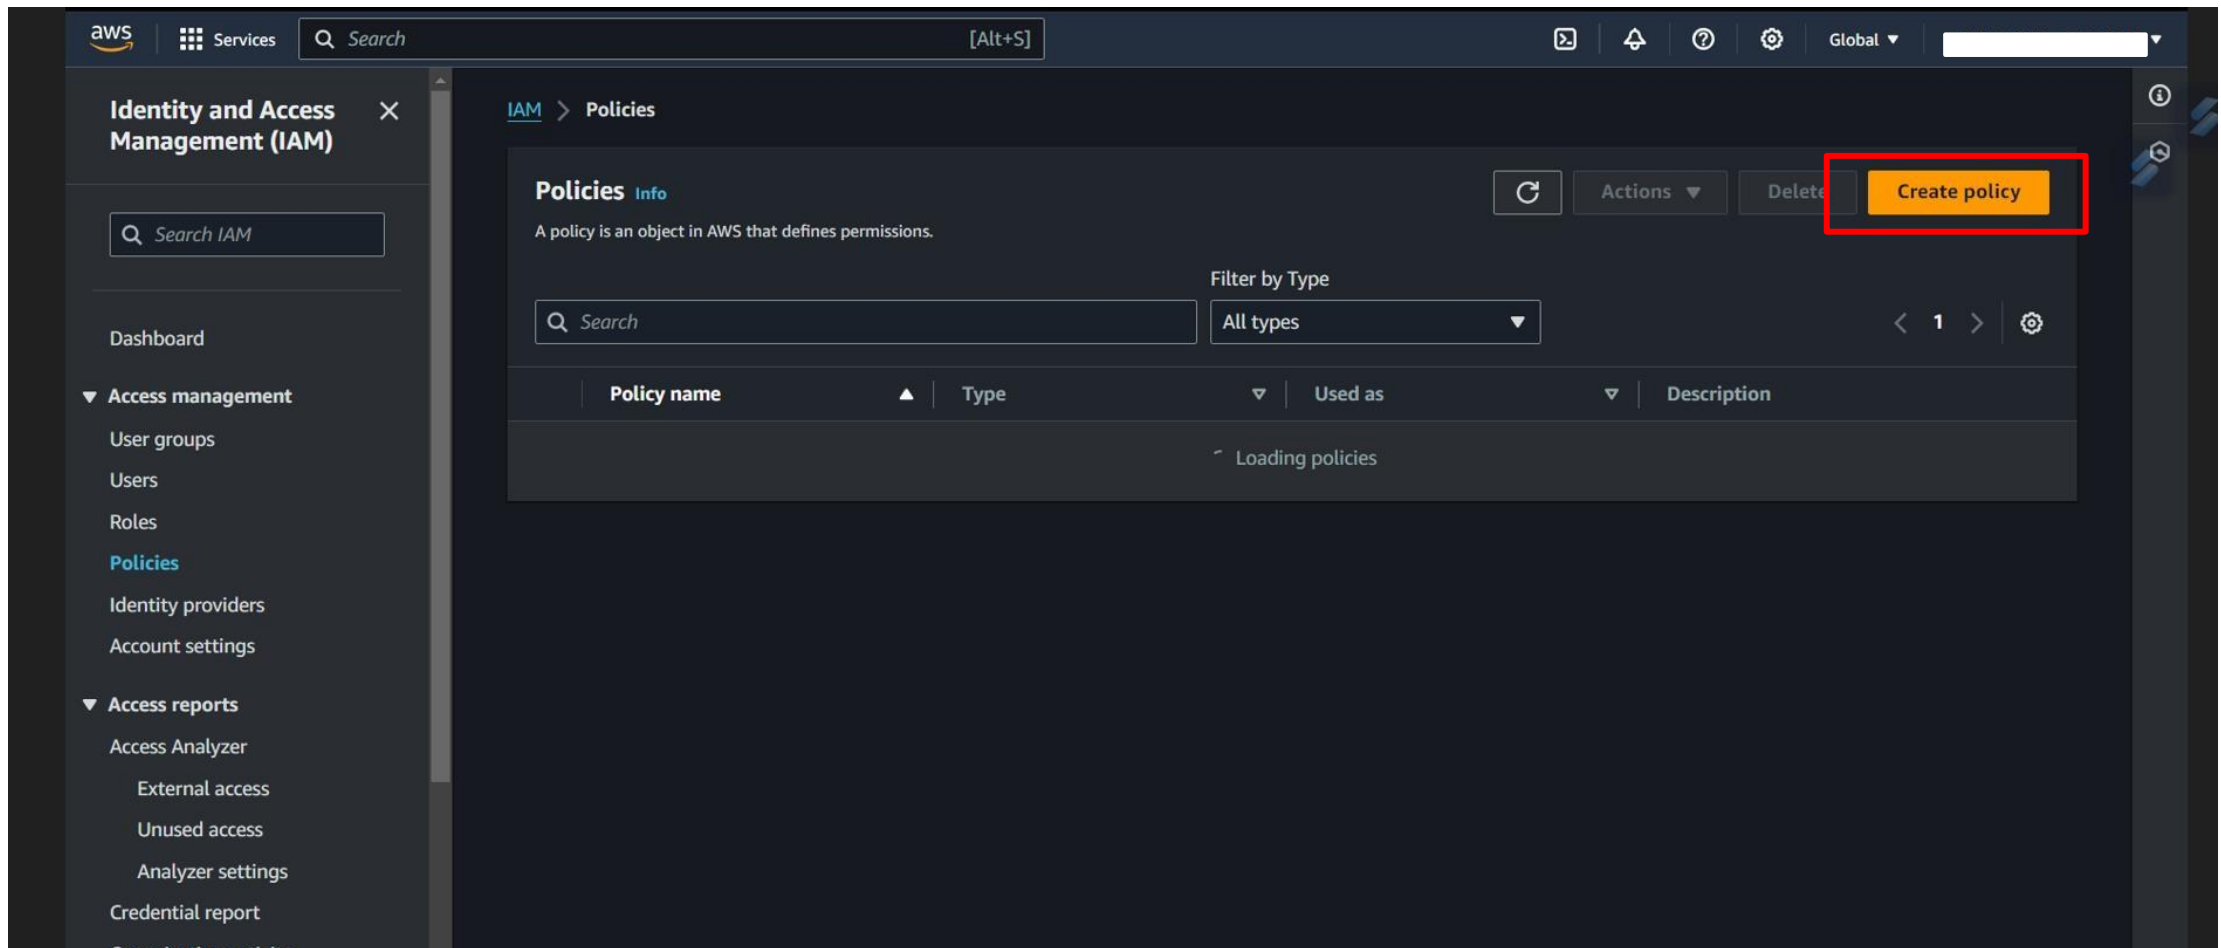 aws
Services
Search
[Alt+S]
Global
Identity and Access
Management (IAM)
Search IAM
Dashboard
Access management
User groups
Users
Roles
Policies
Identity providers
Account settings
Access reports
Access Analyzer
External access
Unused access
Analyzer settings
Credential report
IAM > Policies
Policies Info
A policy is an object in AWS that defines permissions.
Actions
Delete
Create policy
Filter by Type
Search
All types
< 1 >
Policy name
Type
Used as
Description
Loading policies